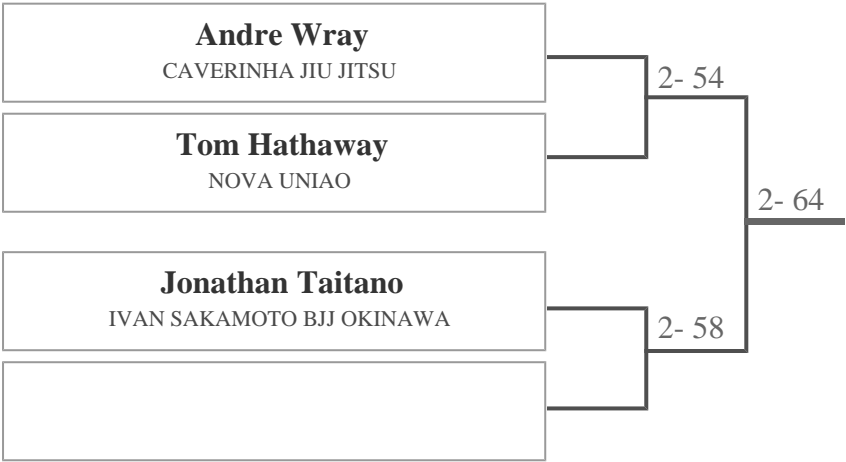 Andre Wray
CAVERINHA JIU JITSU
2- 54
Tom Hathaway
NOVA UNIAO
2- 64
Jonathan Taitano
IVAN SAKAMOTO BJJ OKINAWA
2- 58